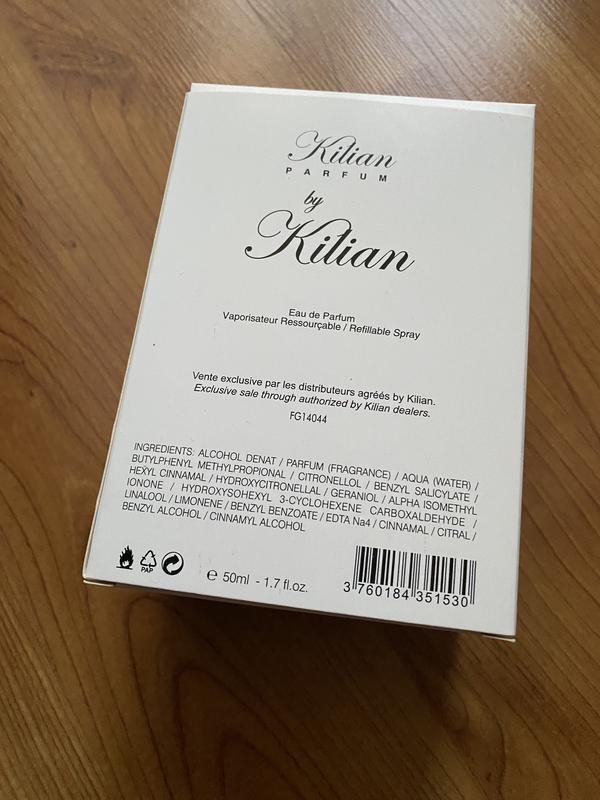 Kilian
PARFUM
by
Kilian
Eau de Parfum
Vaporisateur Ressourçable / Refillable Spray
Vente exclusive par les distributeurs agréés by Kilian.
Exclusive sale through authorized by Kilian dealers.
FG14044
INGREDIENTS: ALCOHOL DENAT / PARFUM (FRAGRANCE) / AQUA (WATER) /
BUTYLPHENYL METHYLPROPIONAL / CITRONELLOL / BENZYL SALICYLATE /
HEXYL CINNAMAL / HYDROXYCITRONELLAL / GERANIOL / ALPHA ISOMETHYL
IONONE / HYDROXYSOHEXYL 3-CYCLOHEXENE CARBOXALDEHYDE /
LINALOOL / LIMONENE / BENZYL BENZOATE / EDTA Na4 / CINNAMAL / CITRAL /
BENZYL ALCOHOL / CINNAMYL ALCOHOL
PAP
e 50ml - 1.7 fl.oz.
3 760184 351530